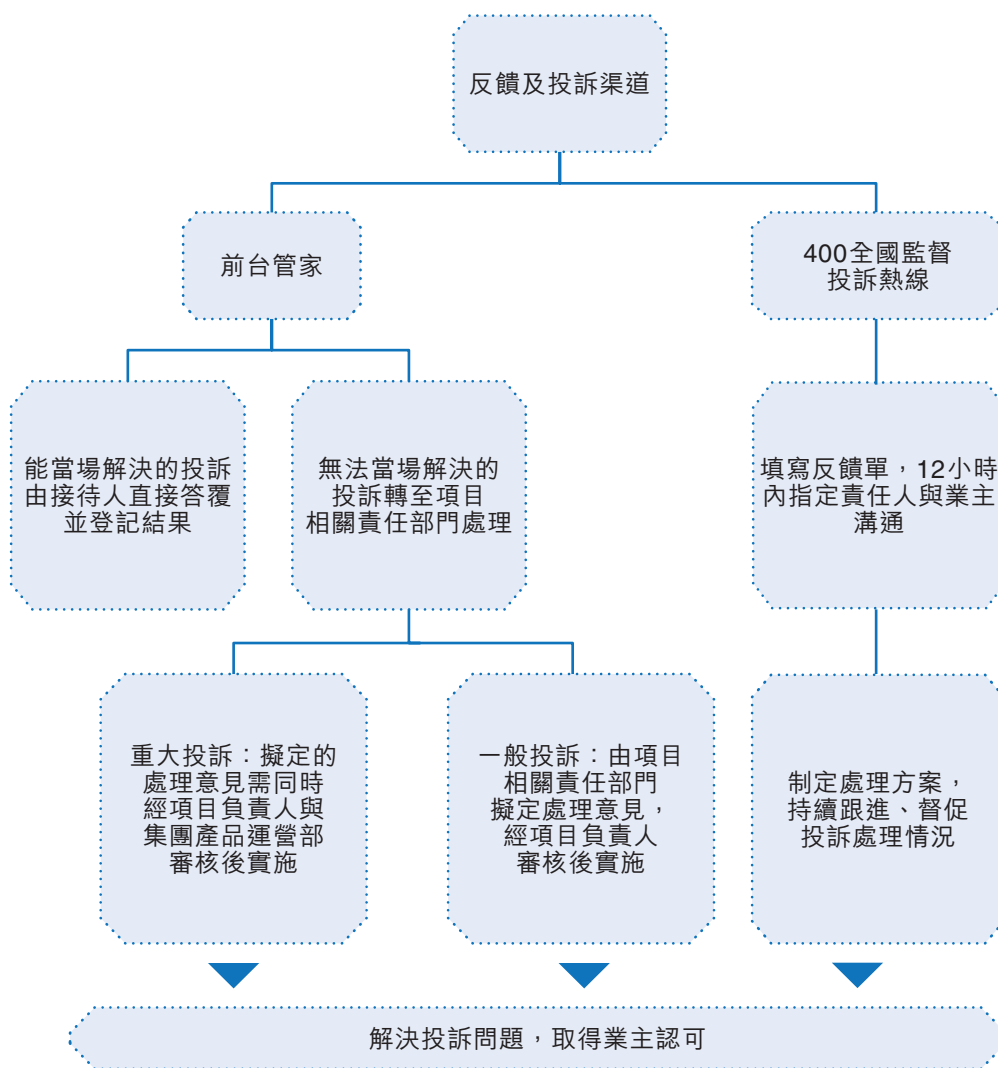 反饋及投訴渠道
前台管家
400全國監督
投訴熱線
能當場解決的投訴
由接待人直接答覆
並登記結果
無法當場解決的
投訴轉至項目
相關責任部門處理
填寫反饋單，12小時
內指定責任人與業主
溝通
重大投訴：擬定的
處理意見需同時
經項目負責人與
集團產品運營部
審核後實施
一般投訴：由項目
相關責任部門
擬定處理意見，
經項目負責人
審核後實施
制定處理方案，
持續跟進、督促
投訴處理情況
解決投訴問題，取得業主認可